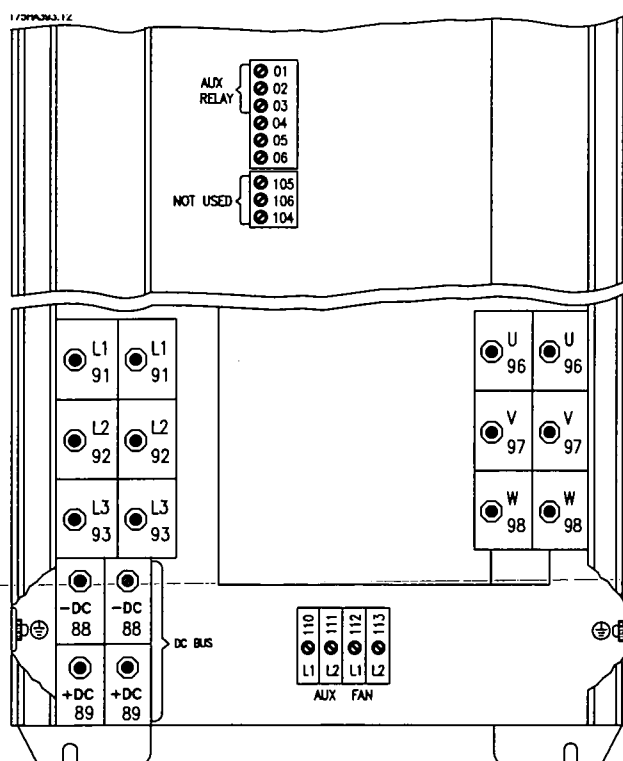 175HA393.12
AUX
RELAY
01
02
03
04
05
06
NOT USED
105
106
104
L1
91
L1
91
L2
92
L2
92
L3
93
L3
93
U
96
U
96
V
97
V
97
W
98
W
98
-DC
88
-DC
88
+DC
89
+DC
89
DC BUS
110
111
112
113
L1
L2
L1
L2
AUX FAN